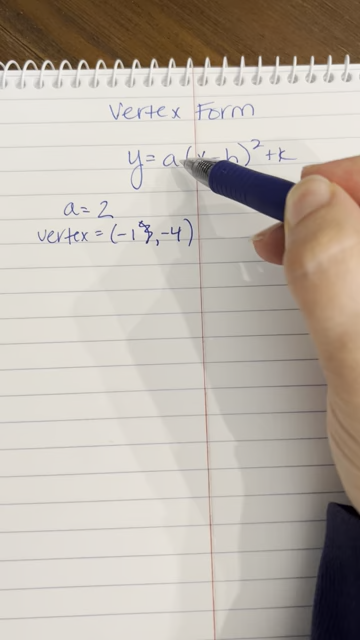 Vertex Form
y = a(x - h)² + k
a = 2
vertex = (-1, -4)